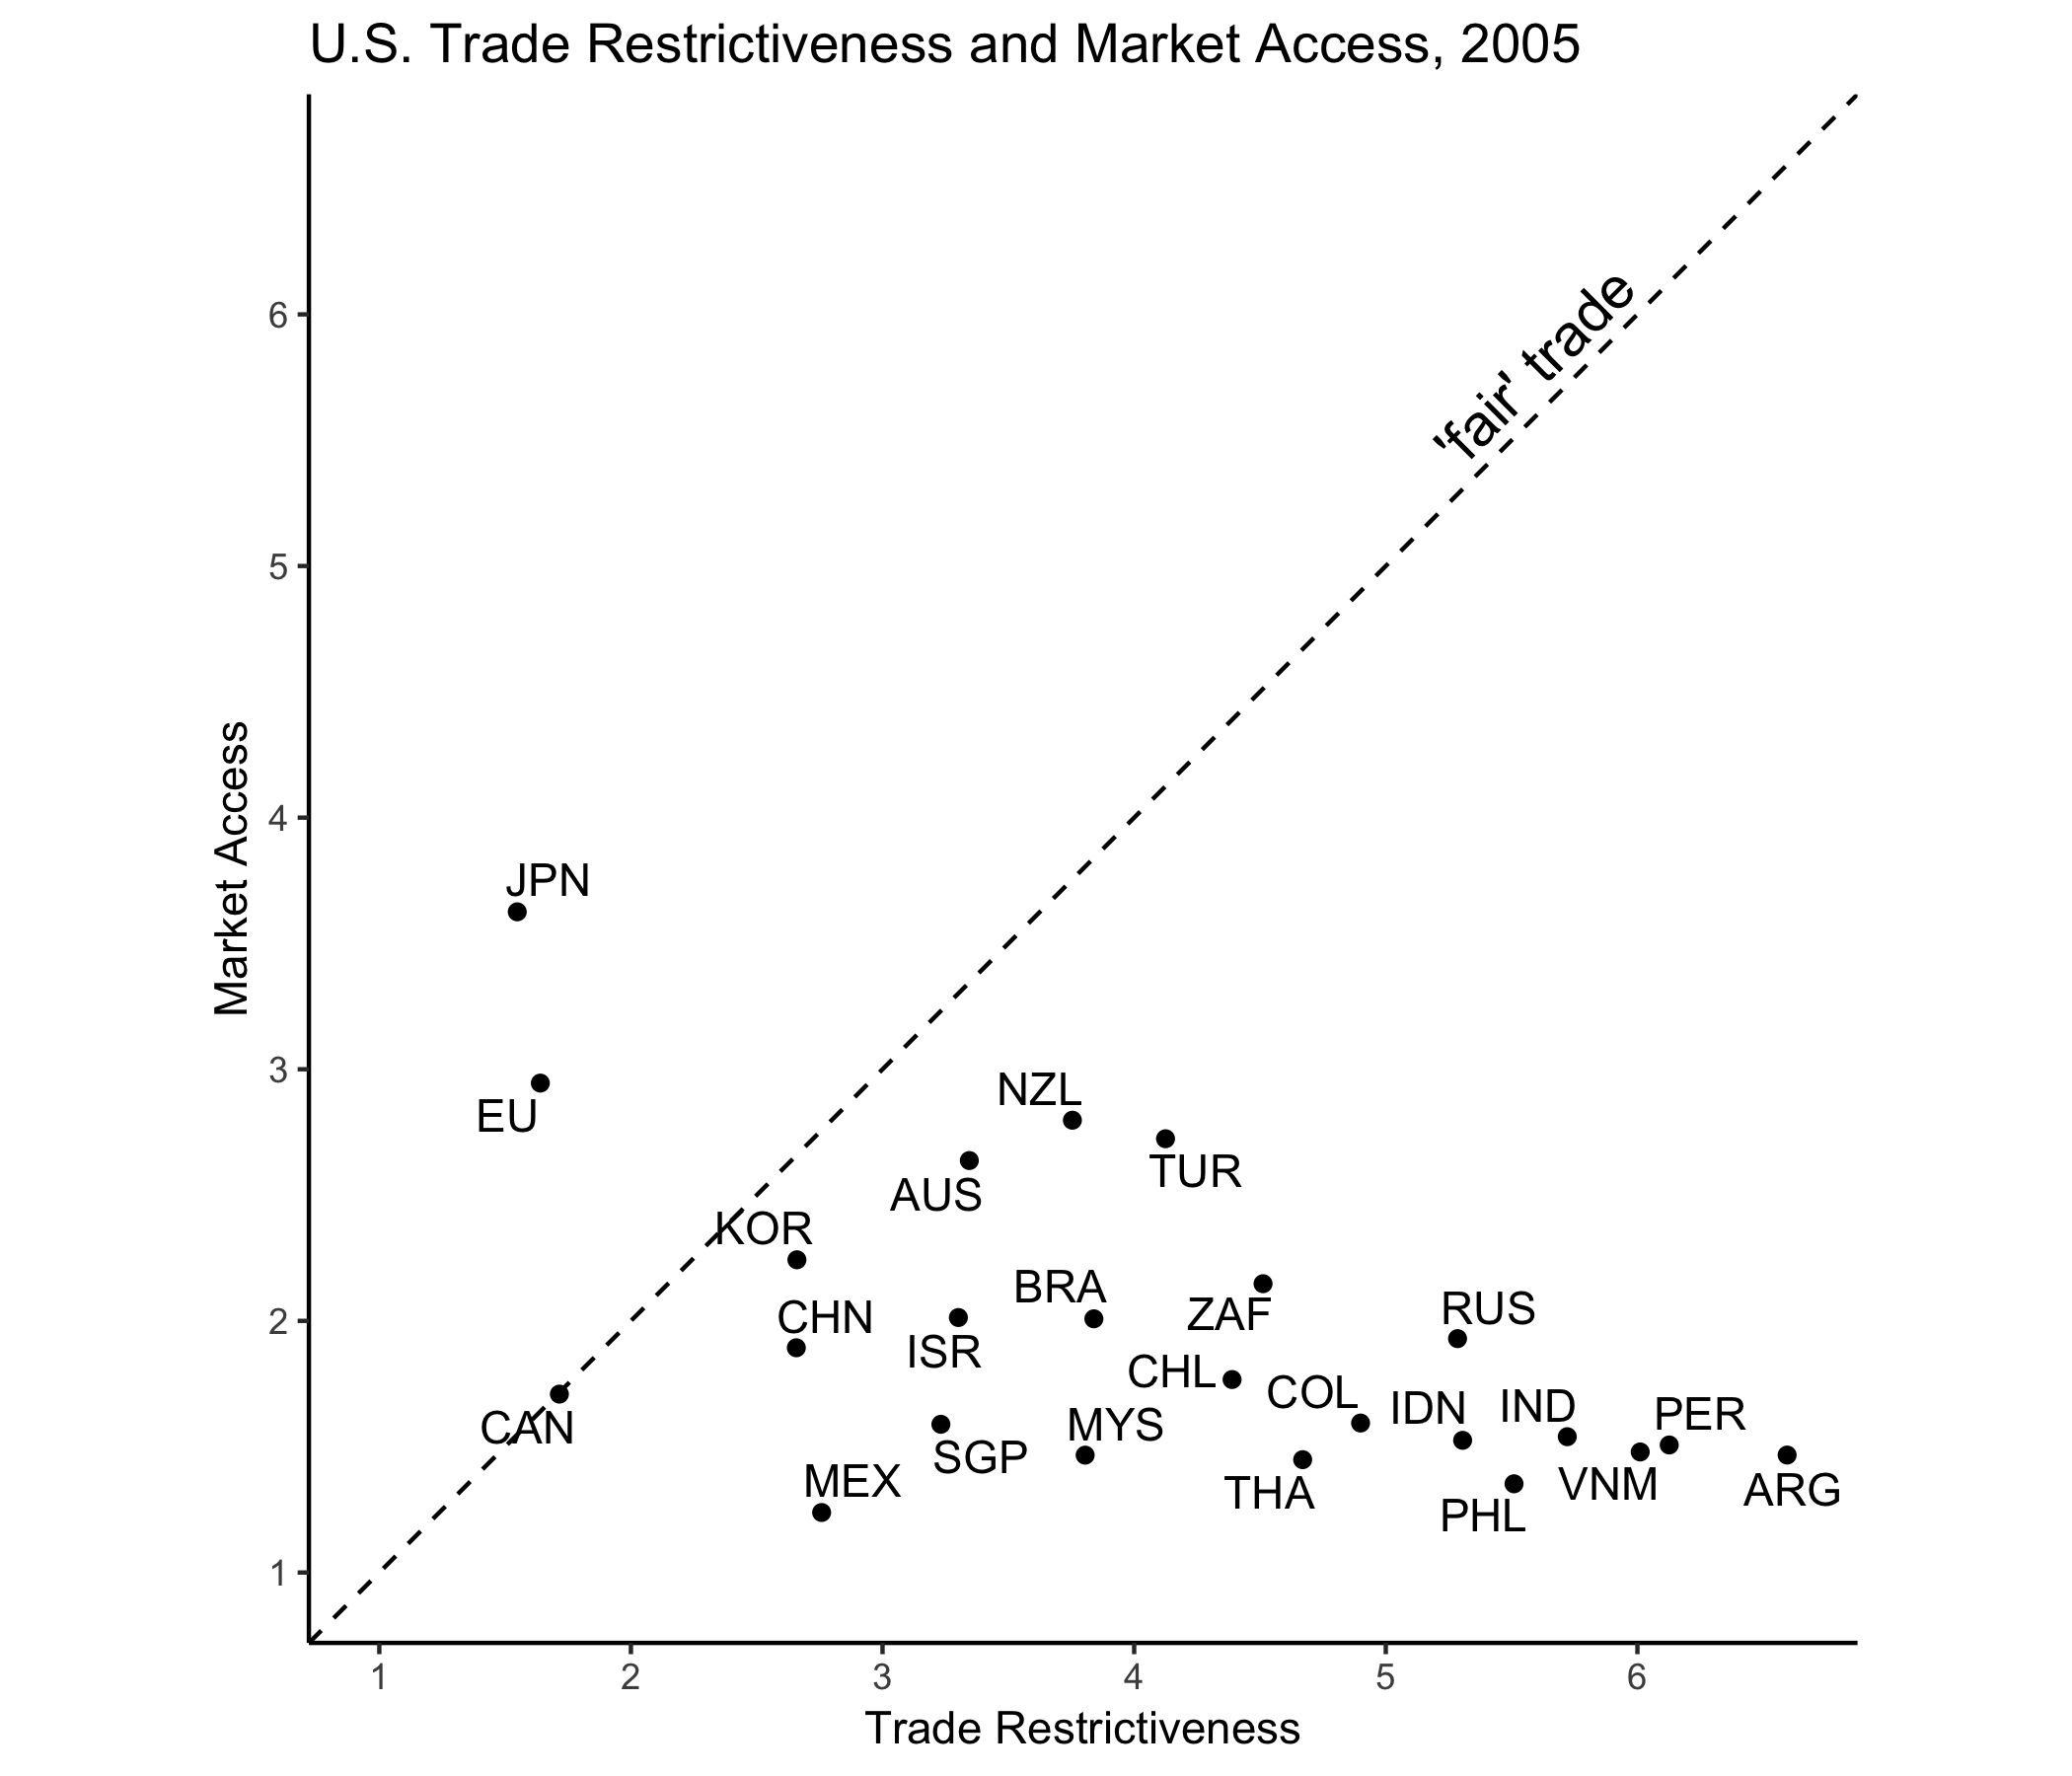 U.S. Trade Restrictiveness and Market Access, 2005
'fair' trade
6
5
4
3
2
1
Market Access
JPN
EU
NZL
TUR
AUS
KOR
BRA
ZAF
RUS
CHN
ISR
CHL
COL
IDN
IND
PER
CAN
MYS
SGP
MEX
THA
VNM
ARG
PHL
1 2 3 4 5 6
Trade Restrictiveness